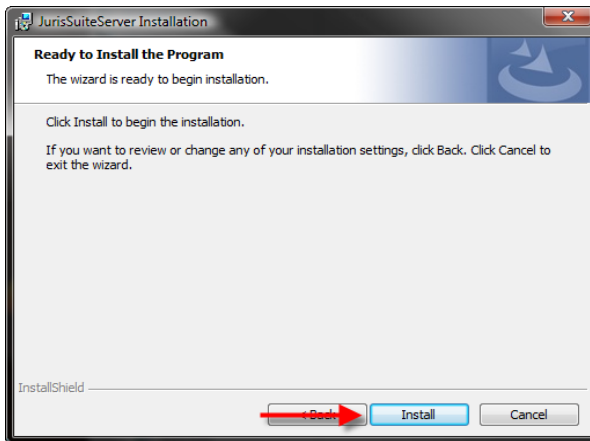 JurisSuiteServer Installation
Ready to Install the Program
The wizard is ready to begin installation.
Click Install to begin the installation.
If you want to review or change any of your installation settings, click Back. Click Cancel to
exit the wizard.
InstallShield
< Back Install Cancel